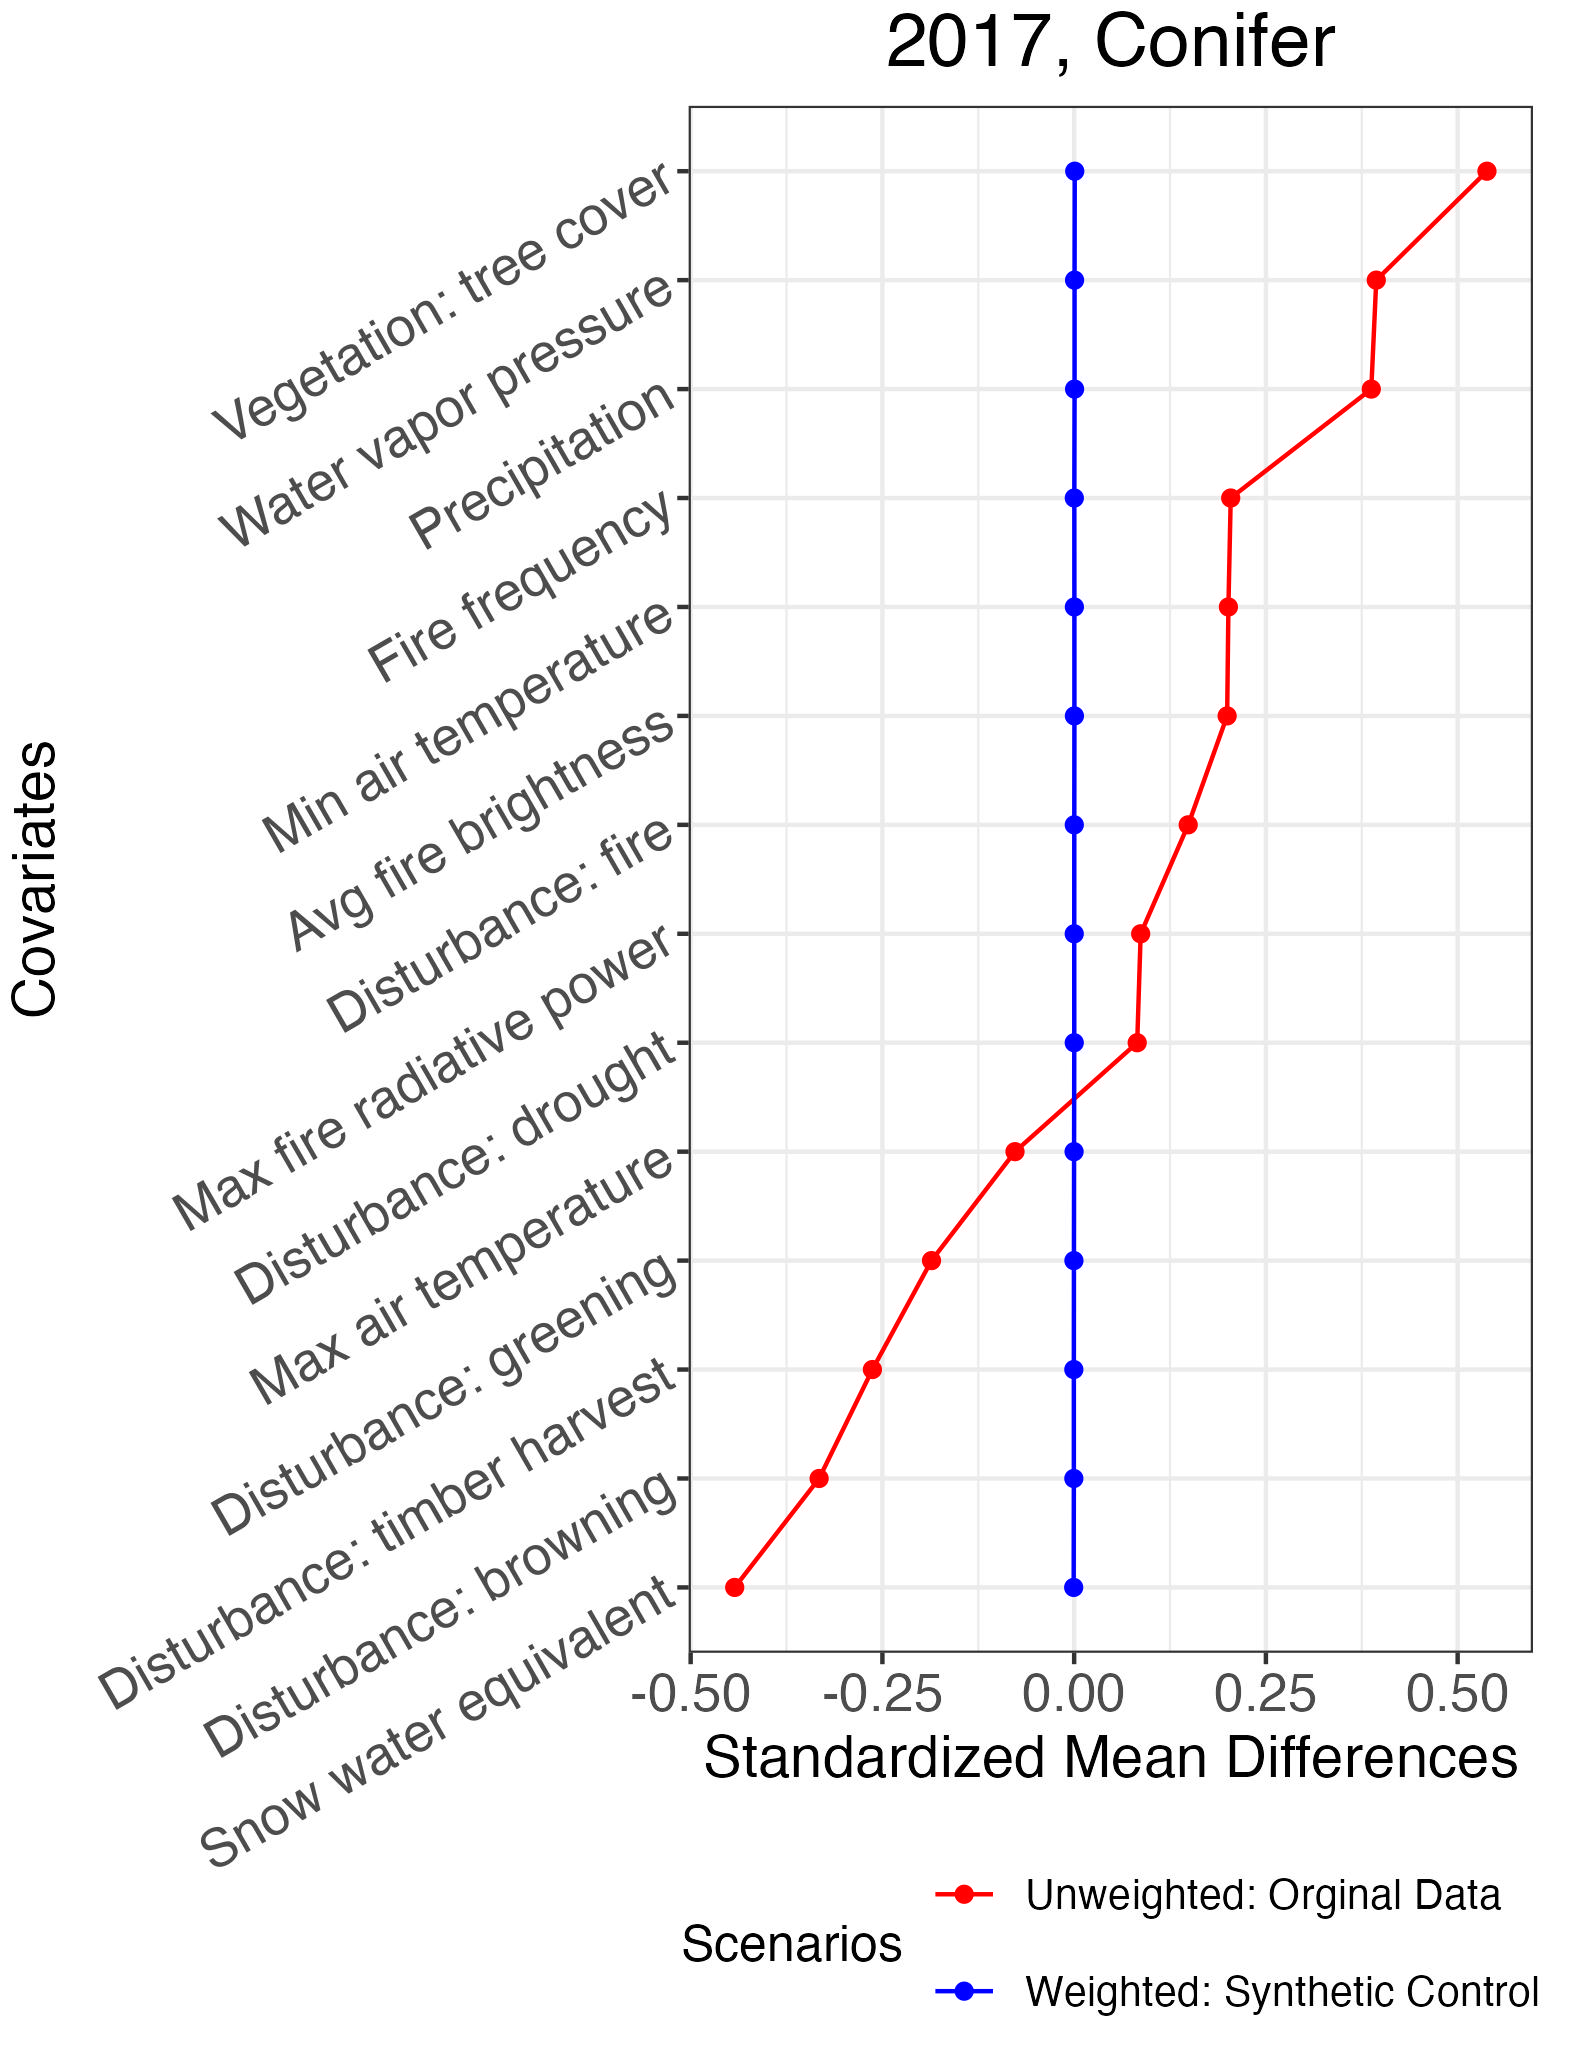 2017, Conifer
Covariates
Vegetation: tree cover
Water vapor pressure
Precipitation
Fire frequency
Min air temperature
Avg fire brightness
Disturbance: fire
Max fire radiative power
Disturbance: drought
Max air temperature
Disturbance: greening
Disturbance: timber harvest
Disturbance: browning
Snow water equivalent
-0.50 -0.25 0.00 0.25 0.50
Standardized Mean Differences
Scenarios
Unweighted: Orginal Data
Weighted: Synthetic Control